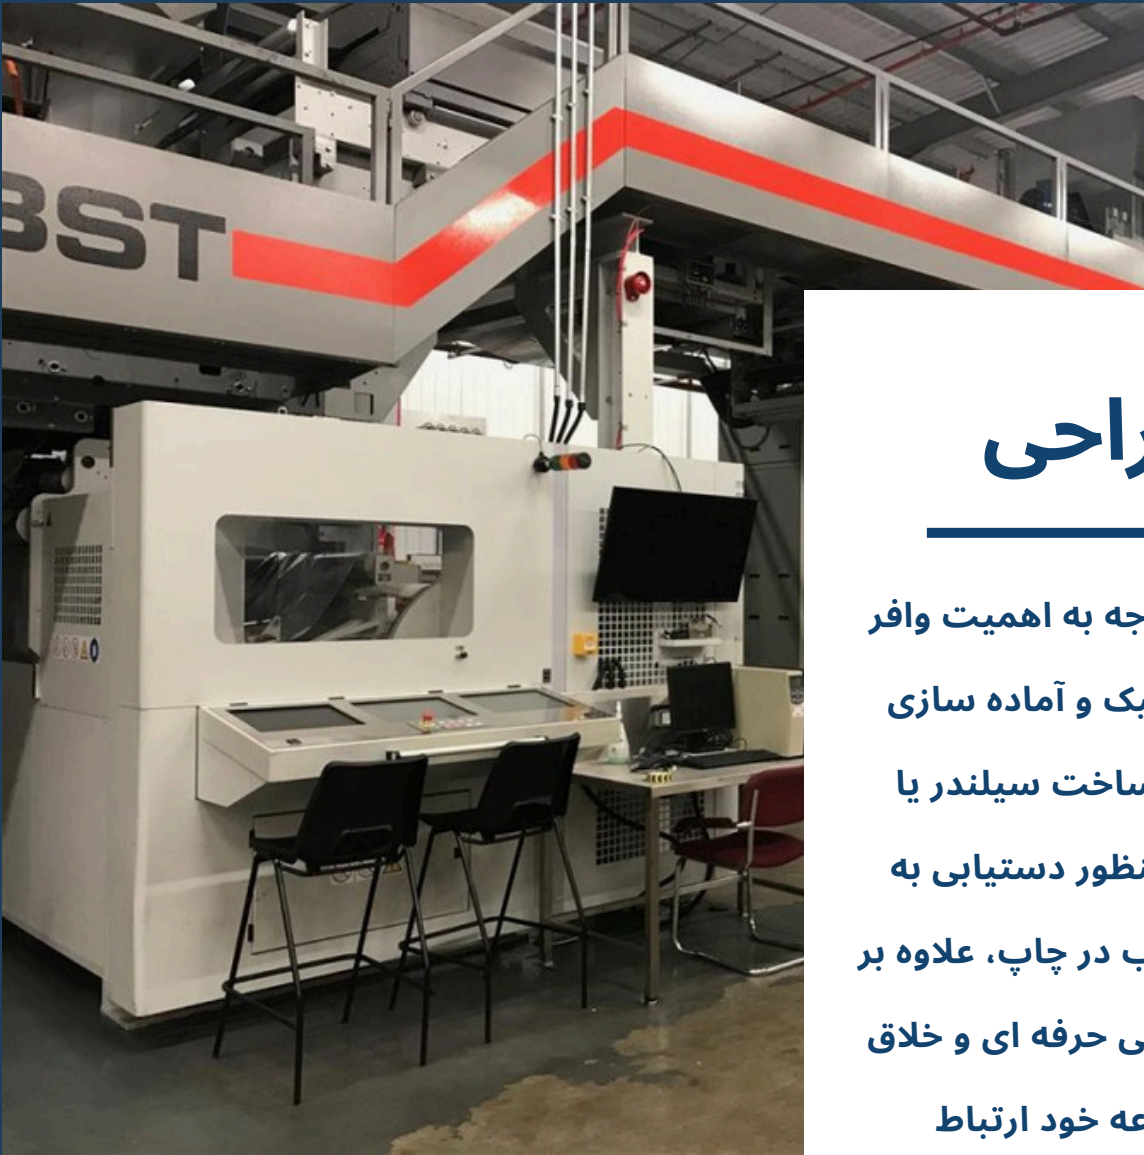 BST
راحی
جه به اهمیت وافر
یک و آماده سازی
ساخت سیلندر یا
نظور دستیابی به
ب در چاپ، علاوه بر
ی حرفه ای و خلاق
عه خود ارتباط